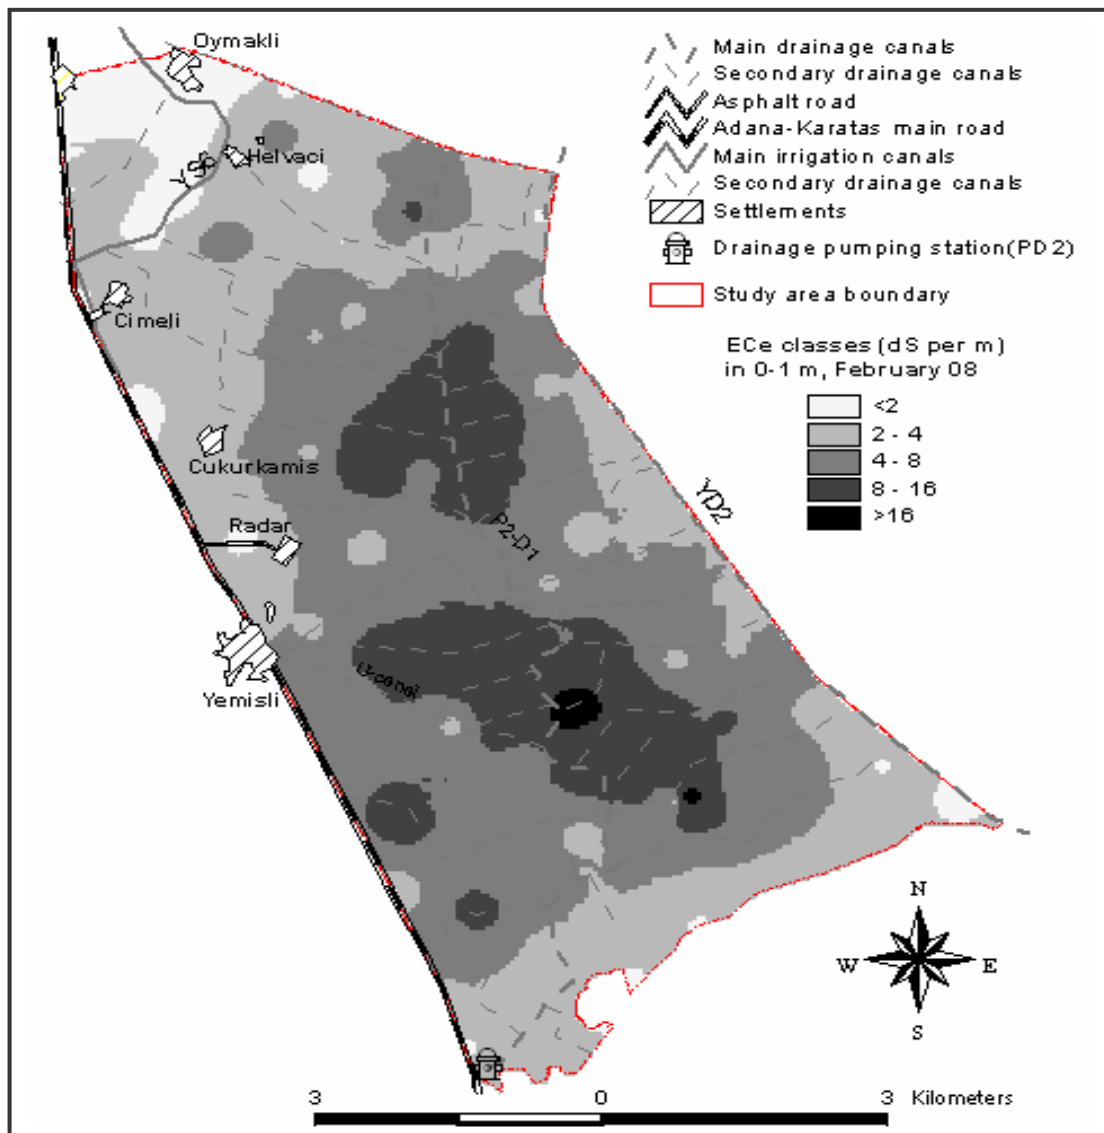 Oymakli
Helvaci
Cimeli
Cukurkamis
Radar
Yemisli
P2-D1
U-canal
YD2
Main drainage canals
Secondary drainage canals
Asphalt road
Adana-Karatas main road
Main irrigation canals
Secondary drainage canals
Settlements
Drainage pumping station(PD2)
Study area boundary
ECe classes (dS per m)
in 0-1 m, February 08
<2
2 - 4
4 - 8
8 - 16
>16
N
W E
S
3 0 3 Kilometers